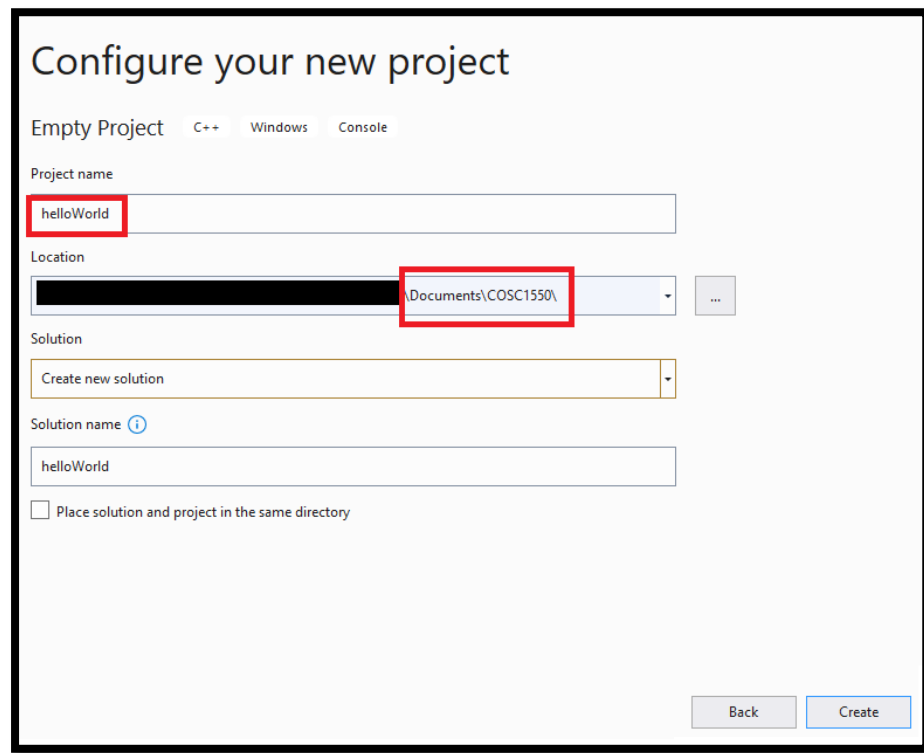 Configure your new project
Empty Project C++ Windows Console
Project name
helloWorld
Location
\Documents\COSC1550\ ...
Solution
Create new solution
Solution name i
helloWorld
Place solution and project in the same directory
Back Create